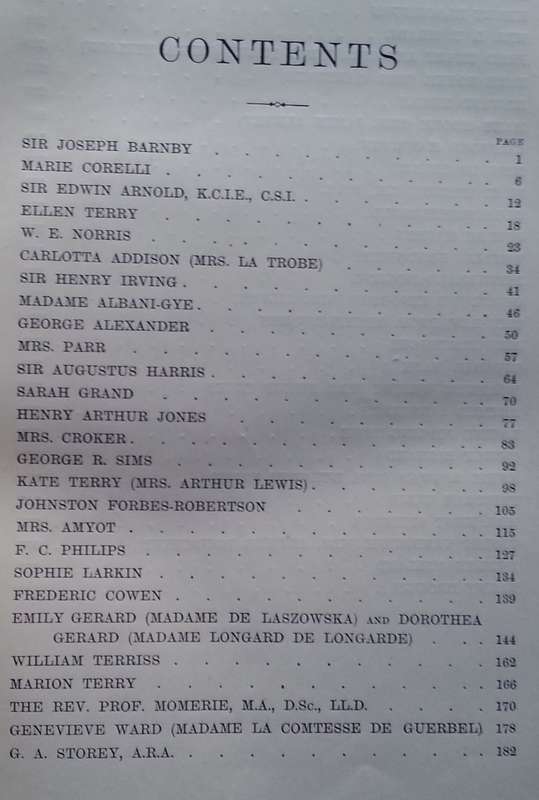 CONTENTS
PAGE
SIR JOSEPH BARNBY . . . . . . . . . 1
MARIE CORELLI . . . . . . . . . . 6
SIR EDWIN ARNOLD, K.C.I.E., C.S.I. . . . . . . 12
ELLEN TERRY . . . . . . . . . . 18
W. E. NORRIS . . . . . . . . . . 23
CARLOTTA ADDISON (MRS. LA TROBE) . . . . . . 34
SIR HENRY IRVING . . . . . . . . . 41
MADAME ALBANI-GYE . . . . . . . . . 46
GEORGE ALEXANDER . . . . . . . . . 50
MRS. PARR . . . . . . . . . . . 57
SIR AUGUSTUS HARRIS . . . . . . . . . 64
SARAH GRAND . . . . . . . . . . 70
HENRY ARTHUR JONES . . . . . . . . 77
MRS. CROKER . . . . . . . . . . 83
GEORGE R. SIMS . . . . . . . . . 92
KATE TERRY (MRS. ARTHUR LEWIS) . . . . . . 98
JOHNSTON FORBES-ROBERTSON . . . . . . 105
MRS. AMYOT . . . . . . . . . . 115
F. C. PHILIPS . . . . . . . . . . 127
SOPHIE LARKIN . . . . . . . . . 134
FREDERIC COWEN . . . . . . . . . 139
EMILY GERARD (MADAME DE LASZOWSKA) AND DOROTHEA
GERARD (MADAME LONGARD DE LONGARDE) . . . 144
WILLIAM TERRISS . . . . . . . . . 162
MARION TERRY . . . . . . . . . 166
THE REV. PROF. MOMERIE, M.A., D.Sc., LL.D. . . . . 170
GENEVIEVE WARD (MADAME LA COMTESSE DE GUERBEL) 178
G. A. STOREY, A.R.A. . . . . . . . . . 182